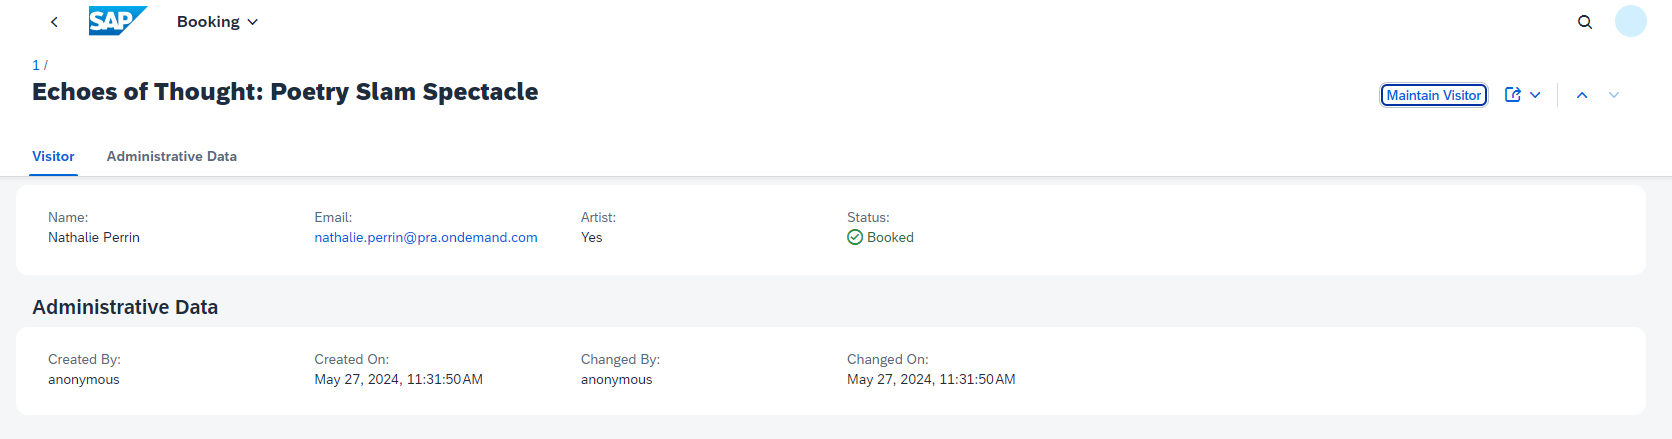 SAP Booking
1 /
Echoes of Thought: Poetry Slam Spectacle
Maintain Visitor
Visitor Administrative Data
Name: Email: Artist: Status:
Nathalie Perrin nathalie.perrin@pra.ondemand.com Yes Booked
Administrative Data
Created By: Created On: Changed By: Changed On:
anonymous May 27, 2024, 11:31:50 AM anonymous May 27, 2024, 11:31:50 AM